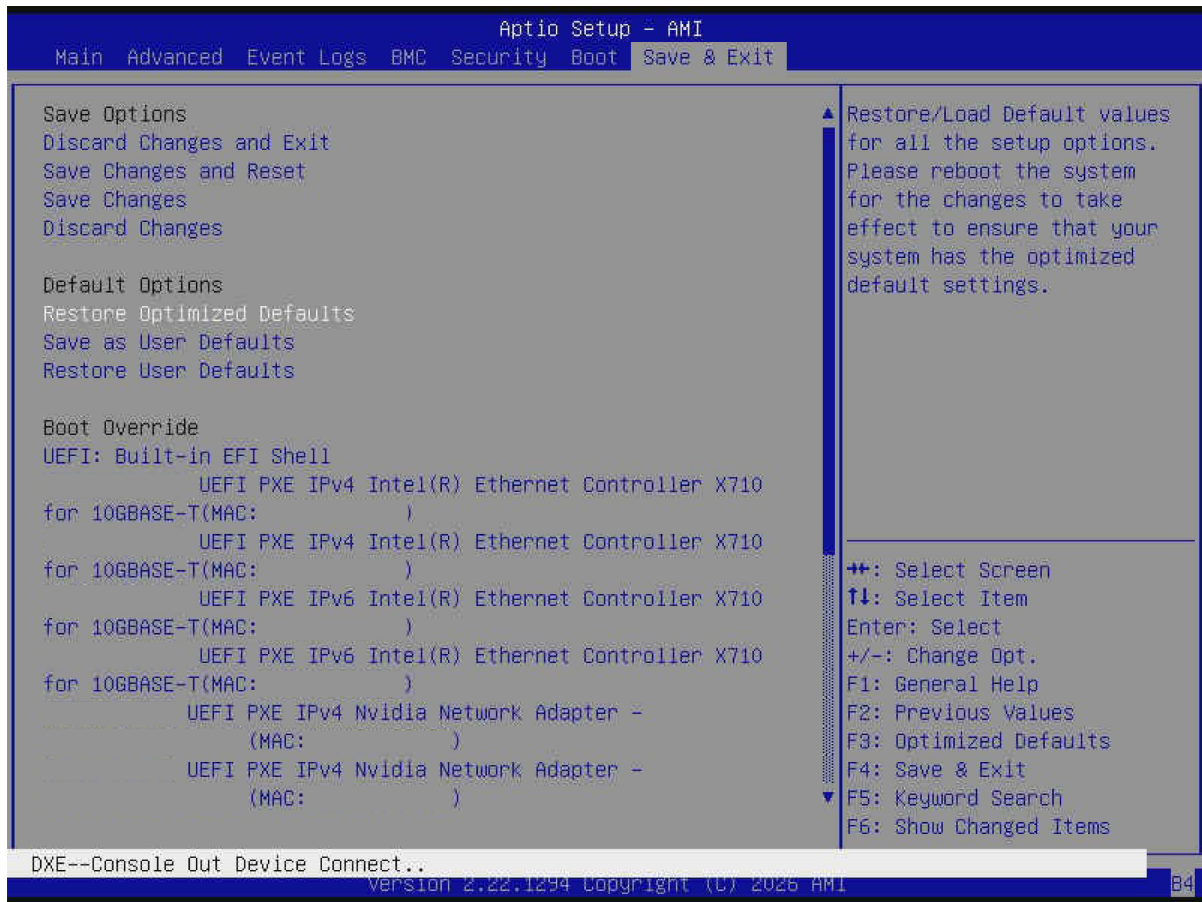 Aptio Setup - AMI
Main Advanced Event Logs BMC Security Boot Save & Exit
Save Options
Discard Changes and Exit
Save Changes and Reset
Save Changes
Discard Changes
Default Options
Restore Optimized Defaults
Save as User Defaults
Restore User Defaults
Boot Override
UEFI: Built-in EFI Shell
UEFI PXE IPv4 Intel(R) Ethernet Controller X710
for 10GBASE-T(MAC: )
UEFI PXE IPv4 Intel(R) Ethernet Controller X710
for 10GBASE-T(MAC: )
UEFI PXE IPv6 Intel(R) Ethernet Controller X710
for 10GBASE-T(MAC: )
UEFI PXE IPv6 Intel(R) Ethernet Controller X710
for 10GBASE-T(MAC: )
UEFI PXE IPv4 Nvidia Network Adapter -
(MAC: )
UEFI PXE IPv4 Nvidia Network Adapter -
(MAC: )
Restore/Load Default values
for all the setup options.
Please reboot the system
for the changes to take
effect to ensure that your
system has the optimized
default settings.
→←: Select Screen
↑↓: Select Item
Enter: Select
+/-: Change Opt.
F1: General Help
F2: Previous Values
F3: Optimized Defaults
F4: Save & Exit
F5: Keyword Search
F6: Show Changed Items
DXE--Console Out Device Connect..
Version 2.22.1294 Copyright (C) 2026 AMI
B4